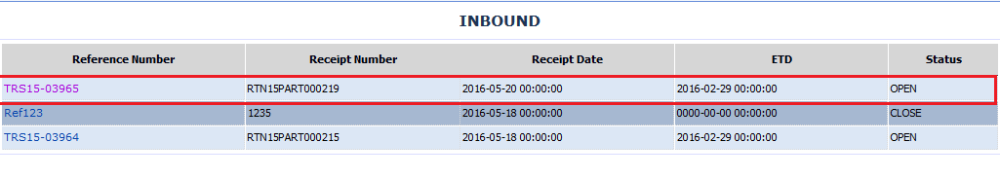 INBOUND
Reference Number Receipt Number Receipt Date ETD Status
TRS15-03965 RTN15PART000219 2016-05-20 00:00:00 2016-02-29 00:00:00 OPEN
Ref123 1235 2016-05-18 00:00:00 0000-00-00 00:00:00 CLOSE
TRS15-03964 RTN15PART000215 2016-05-18 00:00:00 2016-02-29 00:00:00 OPEN